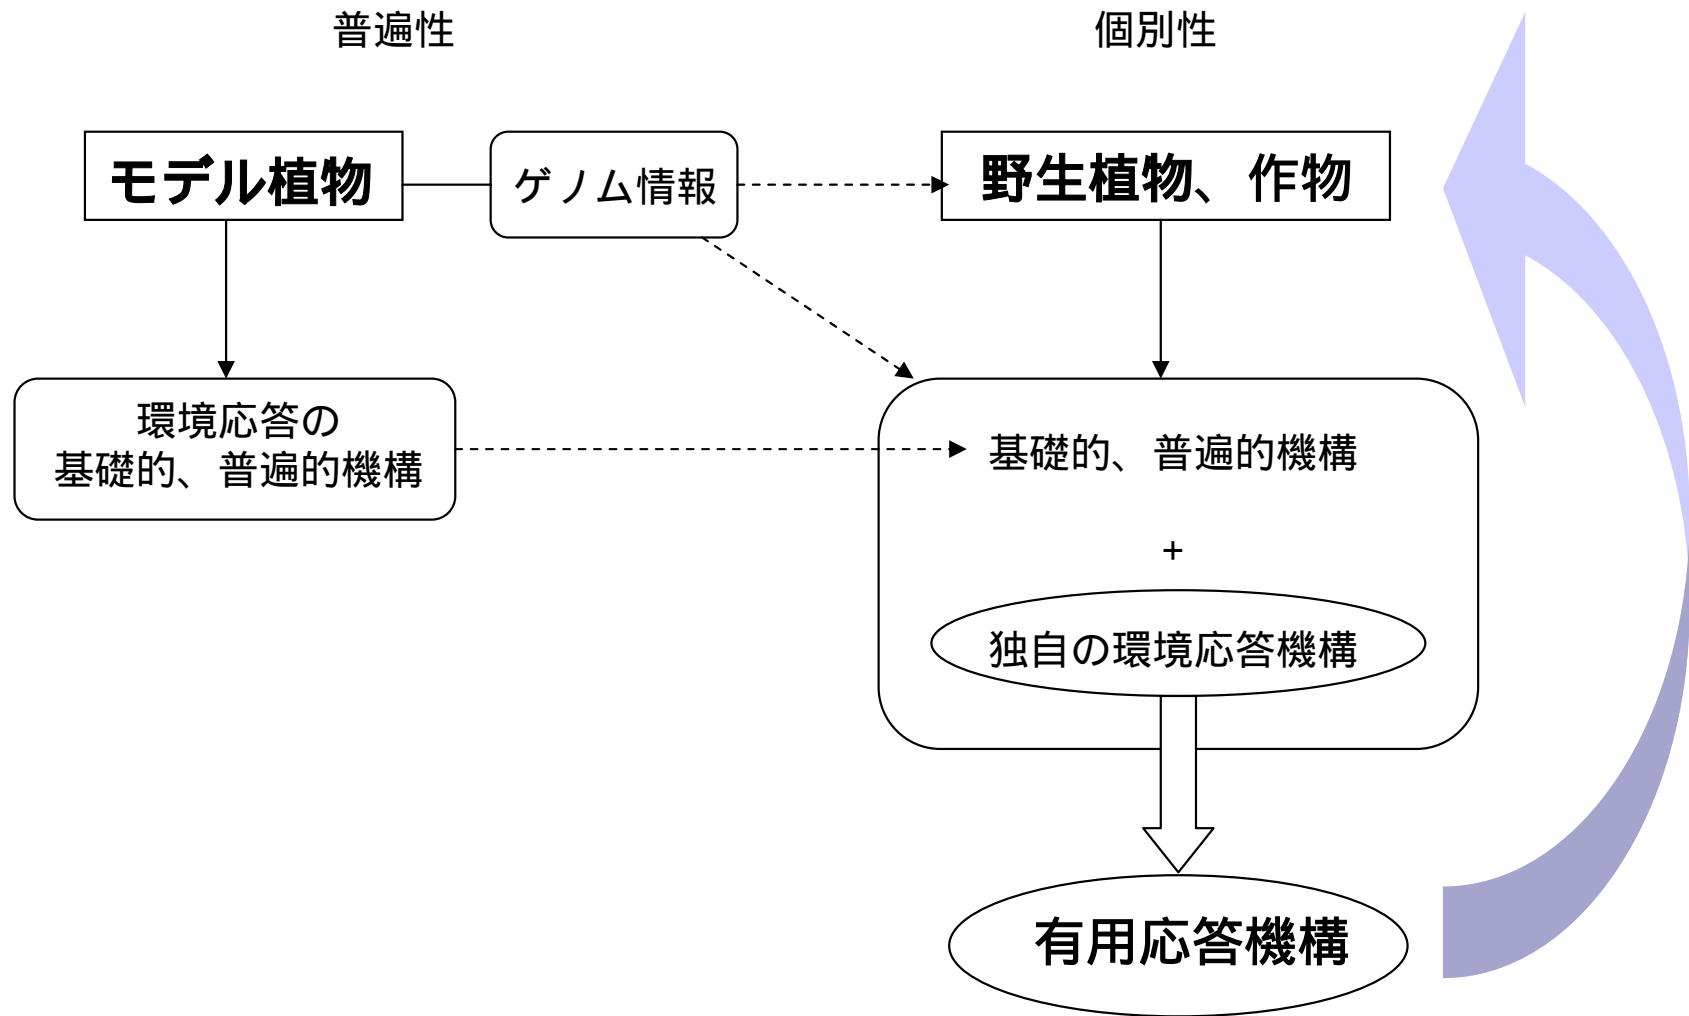 普遍性
個別性
モデル植物
ゲノム情報
野生植物、作物
環境応答の
基礎的、普遍的機構
基礎的、普遍的機構
+
独自の環境応答機構
有用応答機構